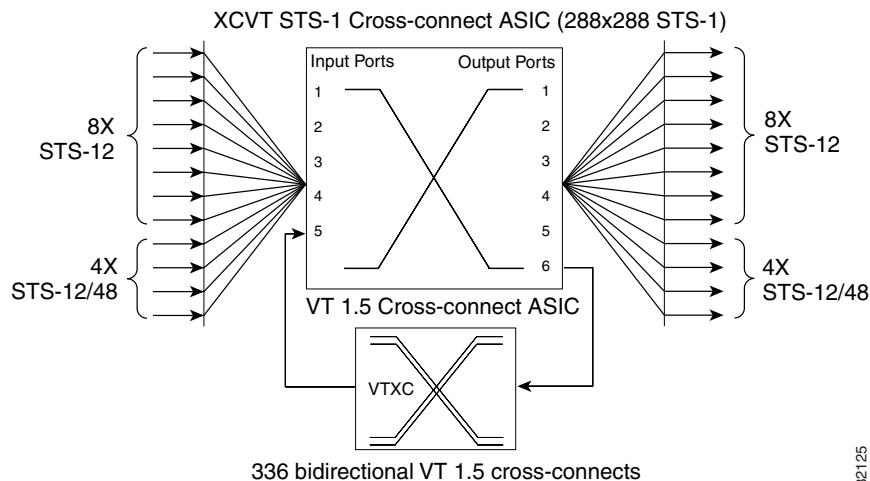 XCVT STS-1 Cross-connect ASIC (288x288 STS-1)
Input Ports
Output Ports
1
2
3
4
5
1
2
3
4
5
6
8X
STS-12
4X
STS-12/48
8X
STS-12
4X
STS-12/48
VT 1.5 Cross-connect ASIC
VTXC
336 bidirectional VT 1.5 cross-connects